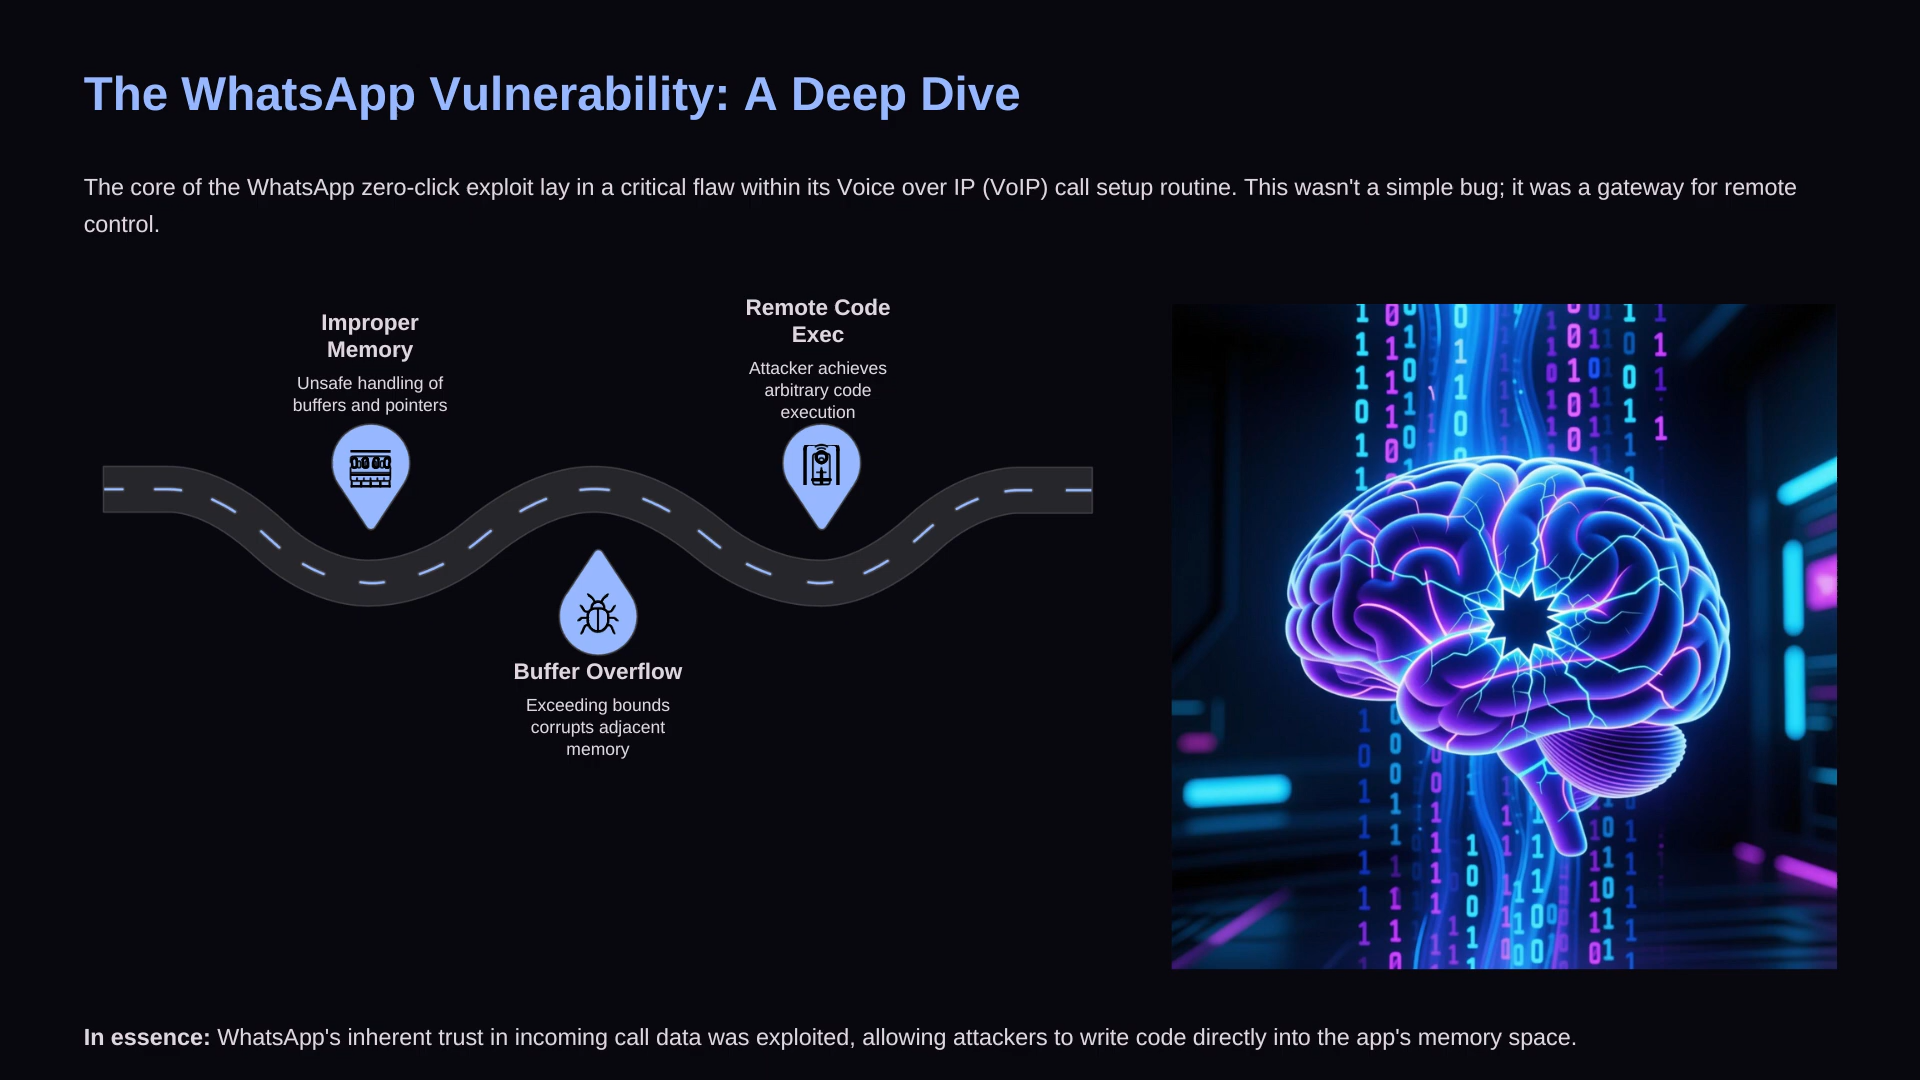 The WhatsApp Vulnerability: A Deep Dive
The core of the WhatsApp zero-click exploit lay in a critical flaw within its Voice over IP (VoIP) call setup routine. This wasn't a simple bug; it was a gateway for remote
control.
Improper
Memory
Unsafe handling of
buffers and pointers
Remote Code
Exec
Attacker achieves
arbitrary code
execution
Buffer Overflow
Exceeding bounds
corrupts adjacent
memory
In essence: WhatsApp's inherent trust in incoming call data was exploited, allowing attackers to write code directly into the app's memory space.